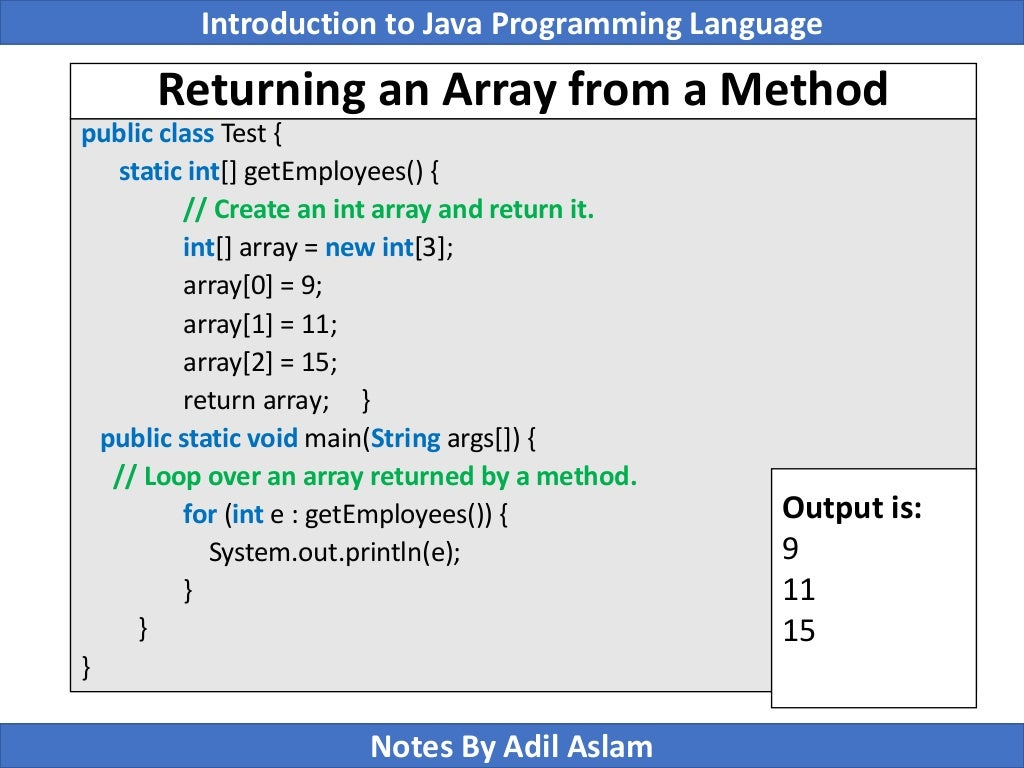 Introduction to Java Programming Language
Returning an Array from a Method
public class Test {
static int[] getEmployees() {
// Create an int array and return it.
int[] array = new int[3];
array[0] = 9;
array[1] = 11;
array[2] = 15;
return array; }
public static void main(String args[]) {
// Loop over an array returned by a method.
for (int e : getEmployees()) {
System.out.println(e);
}
}
}
Output is:
9
11
15
Notes By Adil Aslam